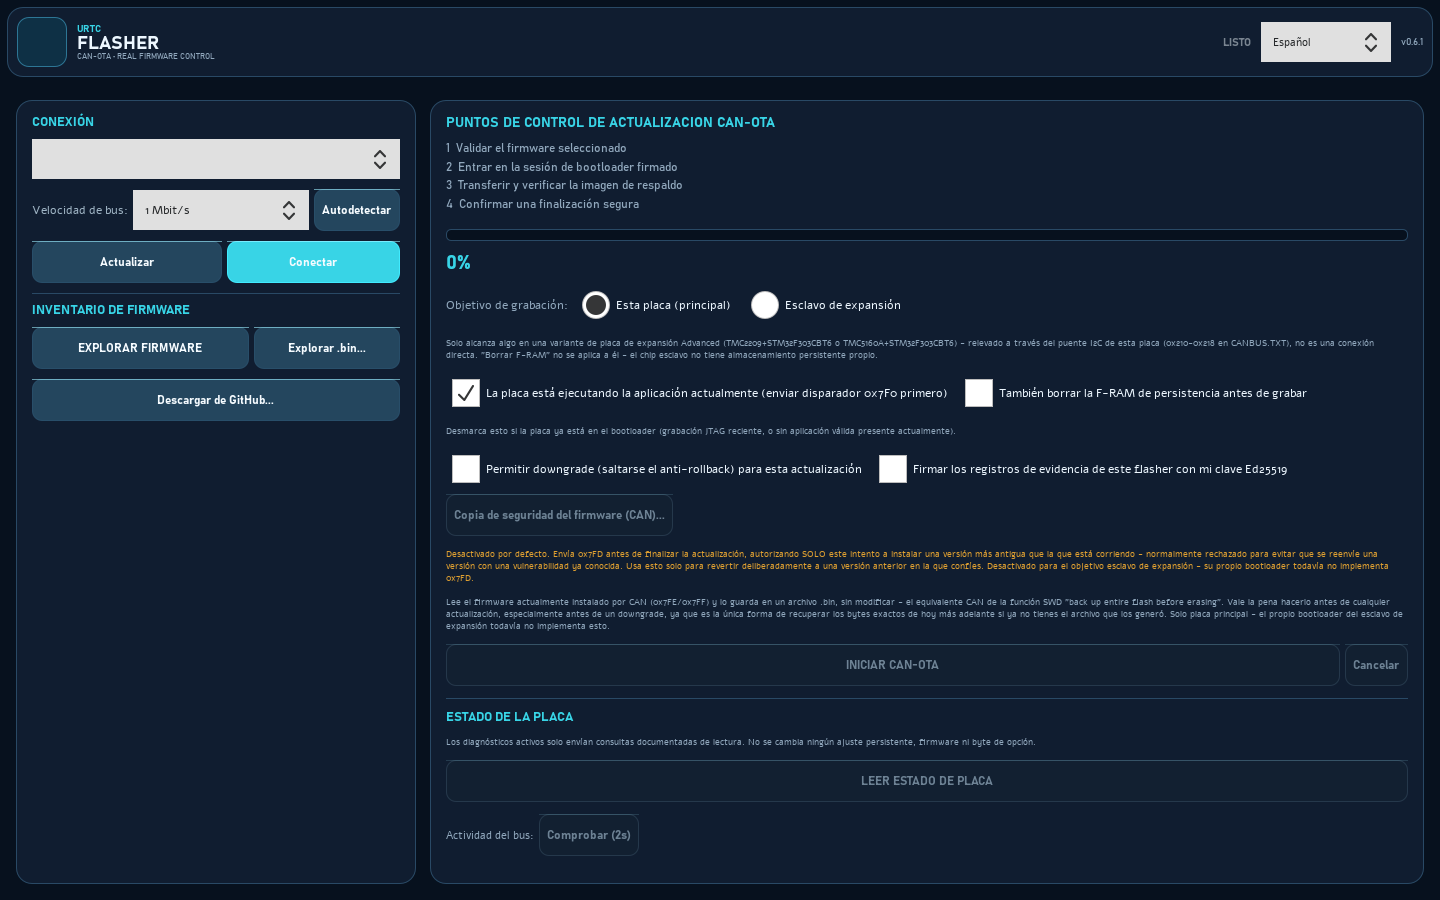 URTC
FLASHER
CAN-OTA · REAL FIRMWARE CONTROL
LISTO
Español
v0.6.1
CONEXIÓN
Velocidad de bus:
1 Mbit/s
Autodetectar
Actualizar
Conectar
INVENTARIO DE FIRMWARE
EXPLORAR FIRMWARE
Explorar .bin...
Descargar de GitHub...
PUNTOS DE CONTROL DE ACTUALIZACION CAN-OTA
1 Validar el firmware seleccionado
2 Entrar en la sesión de bootloader firmado
3 Transferir y verificar la imagen de respaldo
4 Confirmar una finalización segura
0%
Objetivo de grabación:
Esta placa (principal)
Esclavo de expansión
Solo alcanza algo en una variante de placa de expansión Advanced (TMC2209+STM32F303CBT6 o TMC5160A+STM32F303CBT6) - relevado a través del puente I2C de esta placa (0x210-0x218 en CANBUS.TXT), no es una conexión
directa. "Borrar F-RAM" no se aplica a él - el chip esclavo no tiene almacenamiento persistente propio.
La placa está ejecutando la aplicación actualmente (enviar disparador 0x7F0 primero)
También borrar la F-RAM de persistencia antes de grabar
Desmarca esto si la placa ya está en el bootloader (grabación JTAG reciente, o sin aplicación válida presente actualmente).
Permitir downgrade (saltarse el anti-rollback) para esta actualización
Firmar los registros de evidencia de este flasher con mi clave Ed25519
Copia de seguridad del firmware (CAN)...
Desactivado por defecto. Envía 0x7FD antes de finalizar la actualización, autorizando SOLO este intento a instalar una versión más antigua que la que está corriendo - normalmente rechazado para evitar que se reenvíe una
versión con una vulnerabilidad ya conocida. Usa esto solo para revertir deliberadamente a una versión anterior en la que confíes. Desactivado para el objetivo esclavo de expansión - su propio bootloader todavía no implementa
0x7FD.
Lee el firmware actualmente instalado por CAN (0x7FE/0x7FF) y lo guarda en un archivo .bin, sin modificar - el equivalente CAN de la función SWD "back up entire flash before erasing". Vale la pena hacerlo antes de cualquier
actualización, especialmente antes de un downgrade, ya que es la única forma de recuperar los bytes exactos de hoy más adelante si ya no tienes el archivo que los generó. Solo placa principal - el propio bootloader del esclavo de
expansión todavía no implementa esto.
INICIAR CAN-OTA
Cancelar
ESTADO DE LA PLACA
Los diagnósticos activos solo envían consultas documentadas de lectura. No se cambia ningún ajuste persistente, firmware ni byte de opción.
LEER ESTADO DE PLACA
Actividad del bus:
Comprobar (2s)